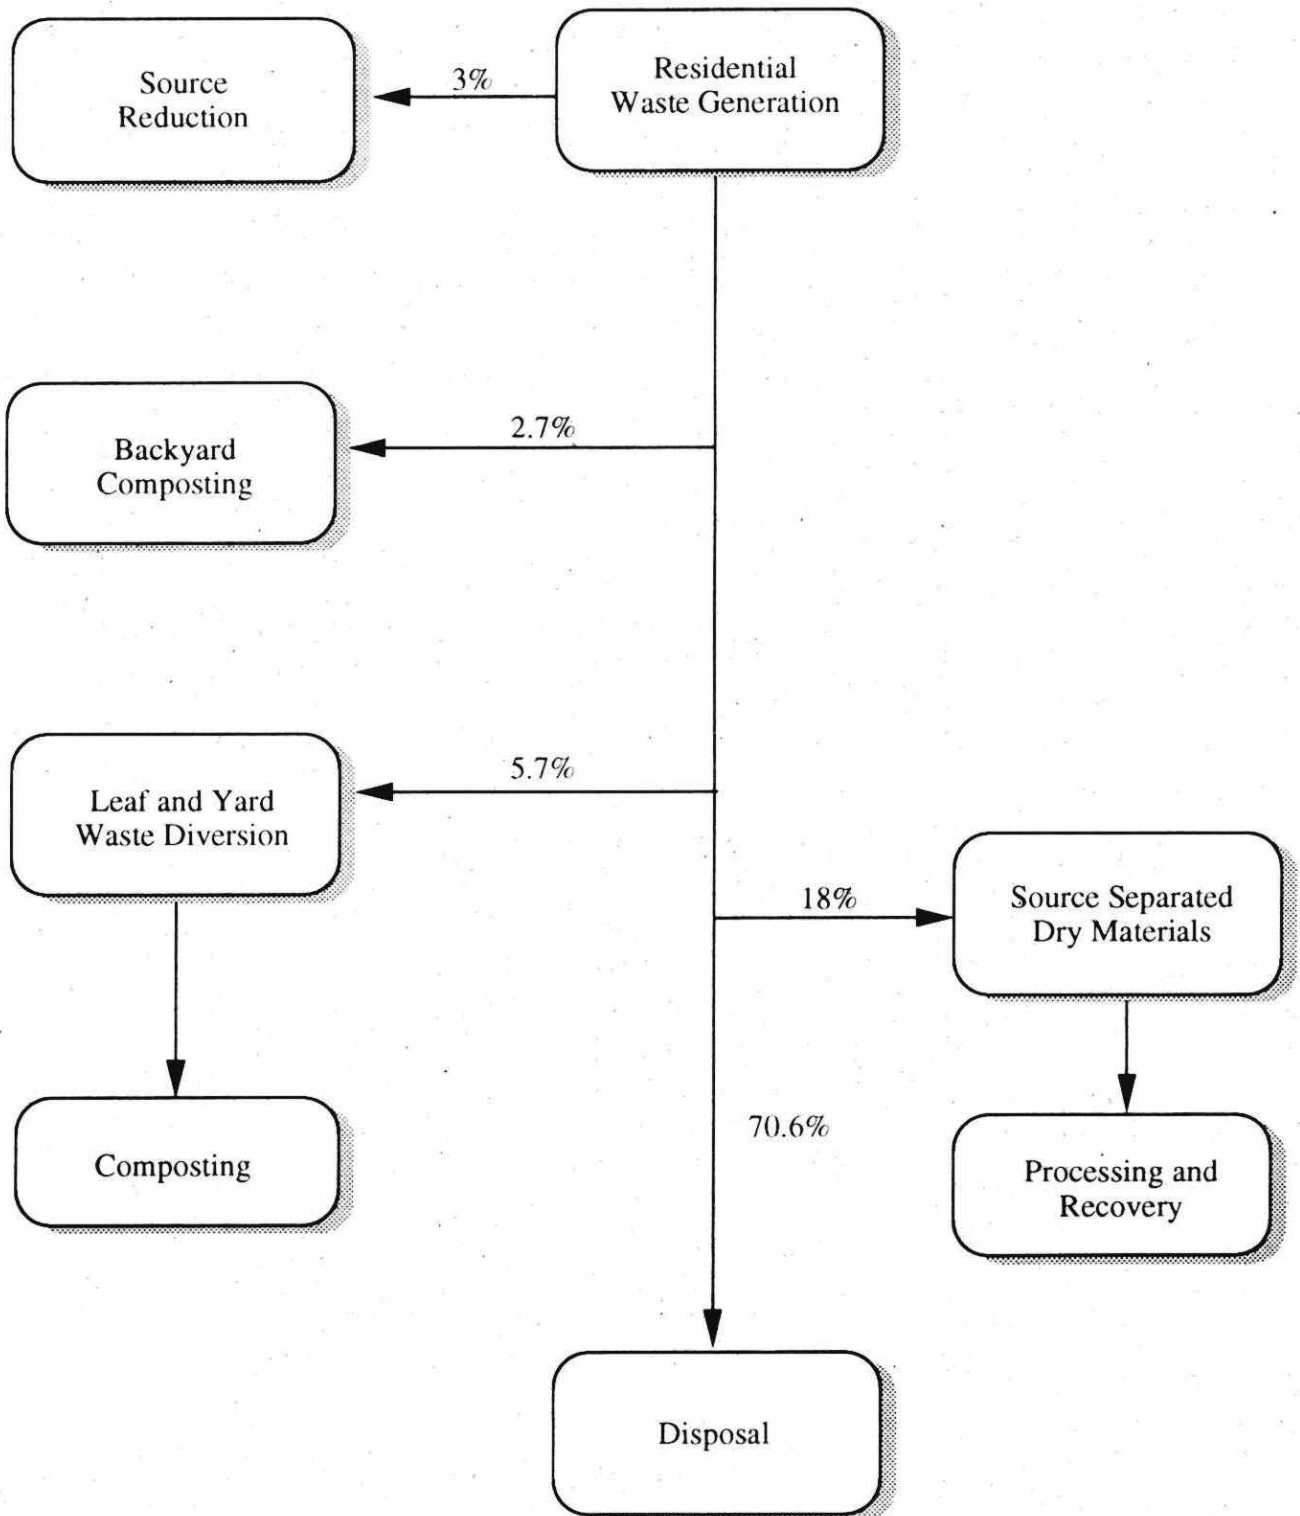 Source
Reduction
3%
Residential
Waste Generation
Backyard
Composting
2.7%
Leaf and Yard
Waste Diversion
5.7%
18%
Source Separated
Dry Materials
Composting
70.6%
Processing and
Recovery
Disposal